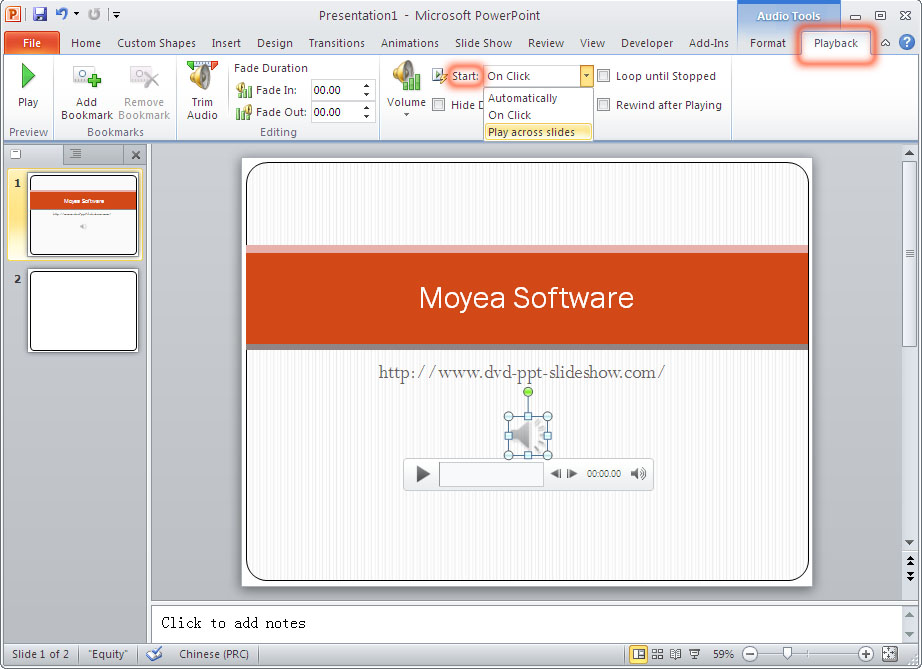 Presentation1 - Microsoft PowerPoint
Audio Tools
File Home Custom Shapes Insert Design Transitions Animations Slide Show Review View Developer Add-Ins Format Playback
Play
Preview
Add
Bookmark
Remove
Bookmark
Bookmarks
Trim
Audio
Fade Duration
Fade In: 00.00
Fade Out: 00.00
Editing
Volume
Start: On Click
Hide D
Automatically
On Click
Play across slides
Loop until Stopped
Rewind after Playing
1
Moyea Software
2
Moyea Software
http://www.dvd-ppt-slideshow.com/
00:00.00
Click to add notes
Slide 1 of 2 "Equity" Chinese (PRC) 59%